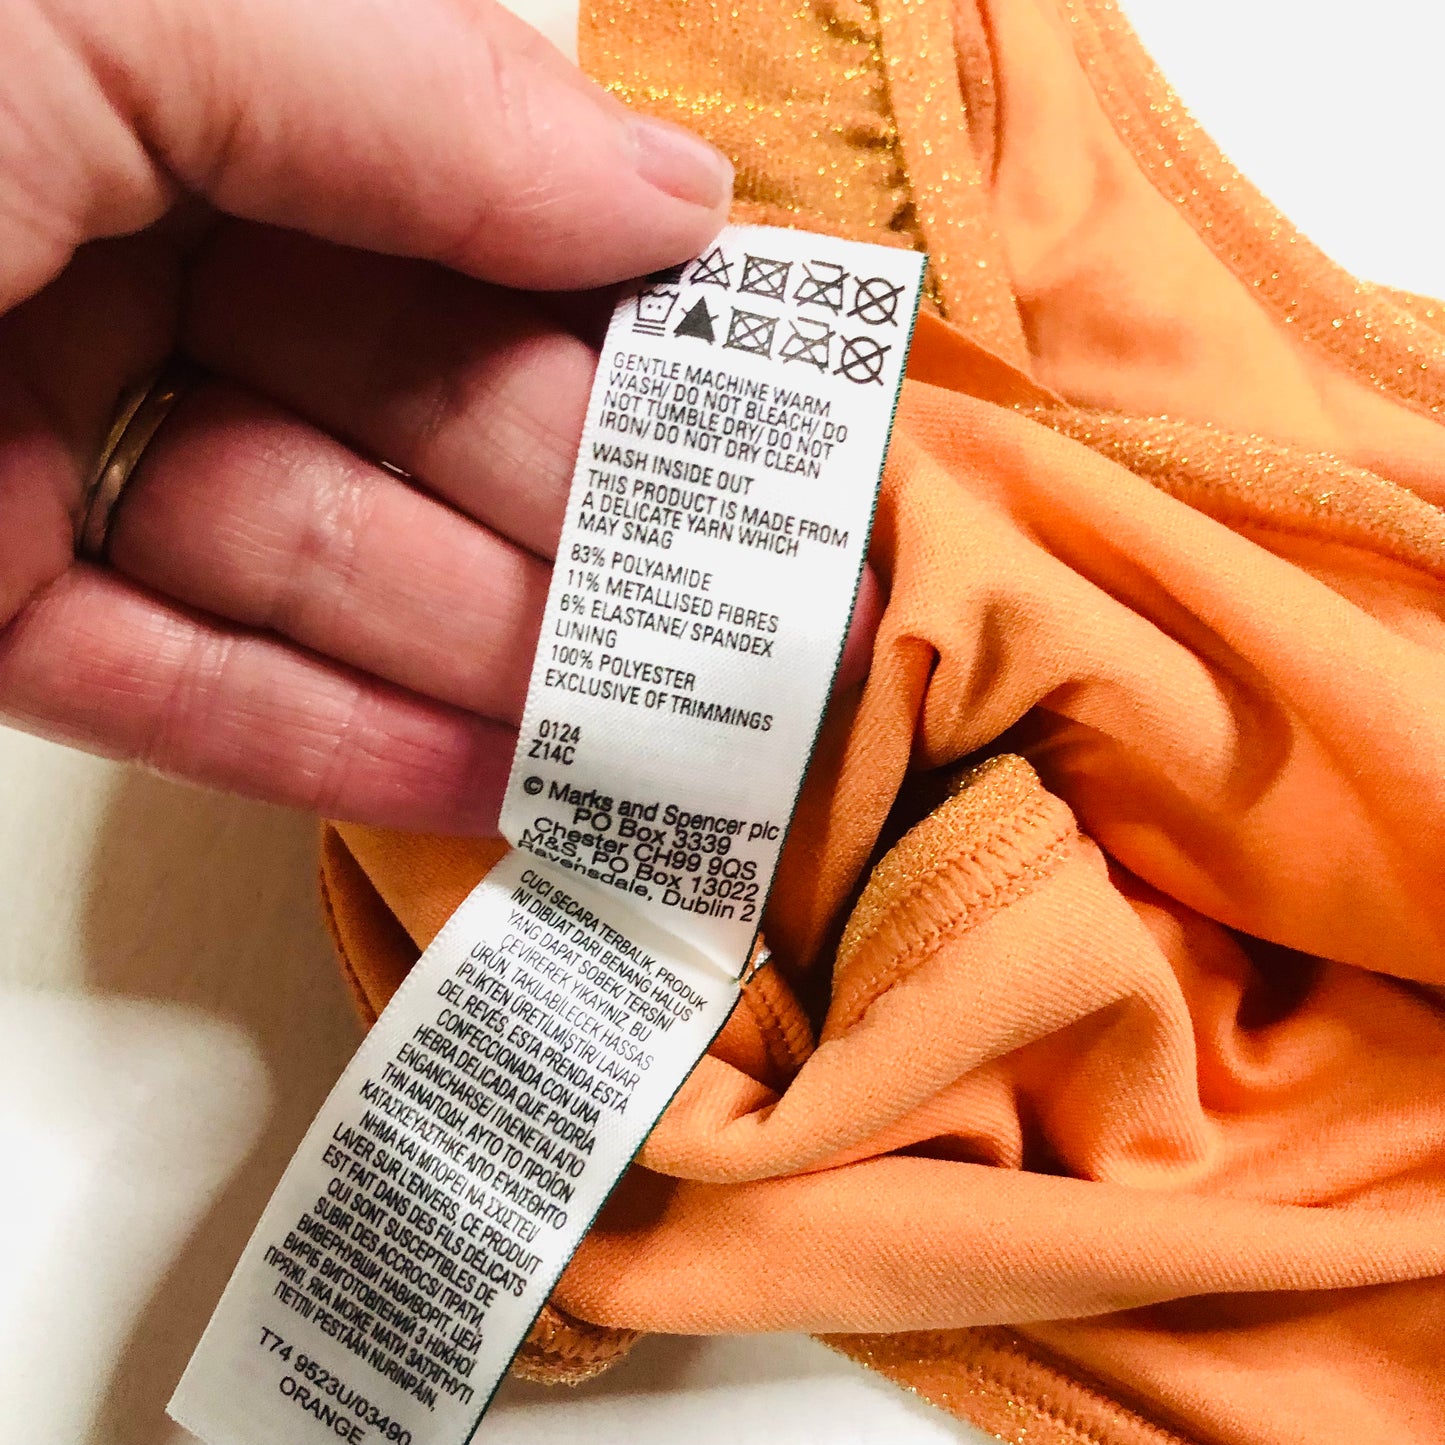 GENTLE MACHINE WARM
WASH/ DO NOT BLEACH/ DO
NOT TUMBLE DRY/ DO NOT
IRON/ DO NOT DRY CLEAN
WASH INSIDE OUT
THIS PRODUCT IS MADE FROM
A DELICATE YARN WHICH
MAY SNAG
83% POLYAMIDE
11% METALLISED FIBRES
6% ELASTANE/ SPANDEX
LINING
100% POLYESTER
EXCLUSIVE OF TRIMMINGS
0124
Z14C
© Marks and Spencer plc
PO Box 3339
Chester CH99 9QS
M&S, PO Box 13022
Ravensdale, Dublin 2
CUCI SECARA TERBALIK, PRODUK
INI DIBUAT DARI BENANG HALUS
YANG DAPAT SOBEK/ TERSİNİ
ÇEVİREREK YIKAYINIZ, BU
ÜRÜN, TAKILABİLECEK HASSAS
İPLİKTEN ÜRETİLMİŞTİR/ LAVAR
DEL REVÉS, ESTA PRENDA ESTÁ
CONFECCIONADA CON UNA
HEBRA DELICADA QUE PODRÍA
ENGANCHARSE/ ΠΛΕΝΕΤΑΙ ΑΠΟ
ΤΗΝ ΑΝΑΠΟΔΗ, ΑΥΤΟ ΤΟ ΠΡΟΪΟΝ
ΚΑΤΑΣΚΕΥΑΣΤΗΚΕ ΑΠΟ ΕΥΑΙΣΘΗΤΟ
ΝΗΜΑ ΚΑΙ ΜΠΟΡΕΙ ΝΑ ΣΧΙΣΤΕΙ/
LAVER SUR L'ENVERS, CE PRODUIT
EST FAIT DANS DES FILS DÉLICATS
QUI SONT SUSCEPTIBLES DE
SUBIR DES ACCROCS/ ПРАТИ,
ВИВЕРНУВШИ НАВИВОРІТ, ЦЕЙ
ВИРІБ ВИГОТОВЛЕНИЙ З НІЖНОЇ
ПРЯЖІ, ЯКА МОЖЕ МАТИ ЗАТЯГНУТІ
ПЕТЛІ/ PESTÄÄN NURINPÄIN,
T74 9523U/03490
ORANGE